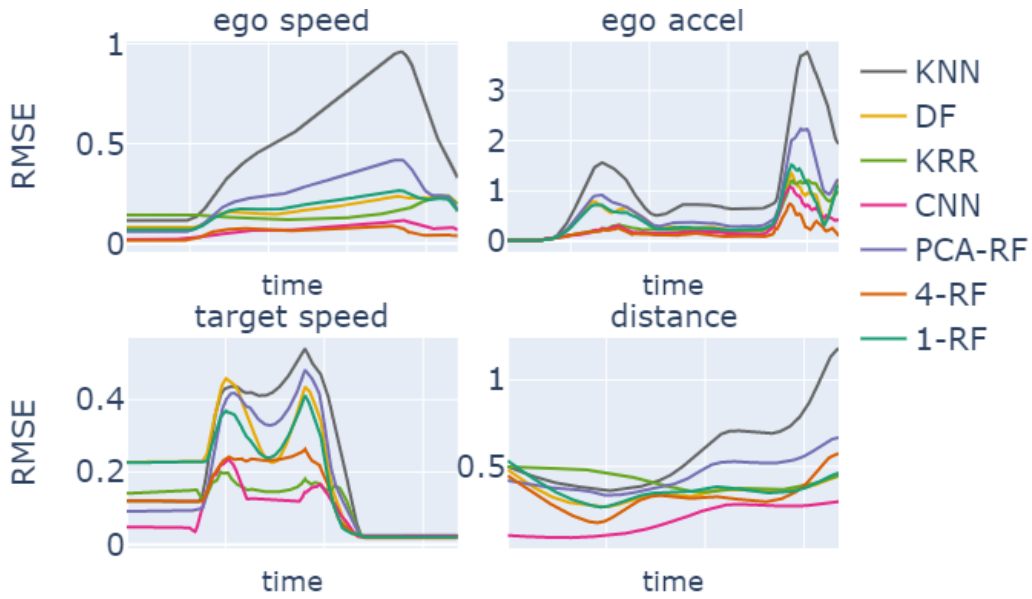 ego speed
ego accel
RMSE
1
0.5
0
3
2
1
0
time
time
KNN
DF
KRR
CNN
PCA-RF
4-RF
1-RF
target speed
distance
RMSE
0.4
0.2
0
1
0.5
time
time